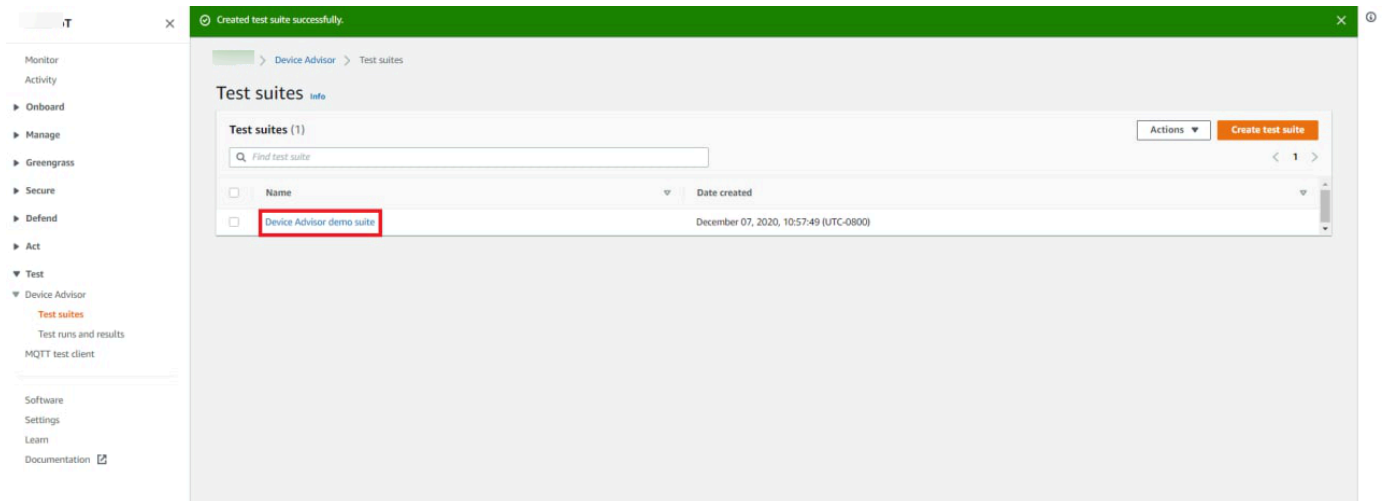 Created test suite successfully.
Monitor
Activity
Onboard
Manage
Greengrass
Secure
Defend
Act
Test
Device Advisor
Test suites
Test runs and results
MQTT test client
Software
Settings
Learn
Documentation
Device Advisor > Test suites
Test suites Info
Test suites (1)
Actions
Create test suite
Find test suite
1
Name
Date created
Device Advisor demo suite
December 07, 2020, 10:57:49 (UTC-0800)